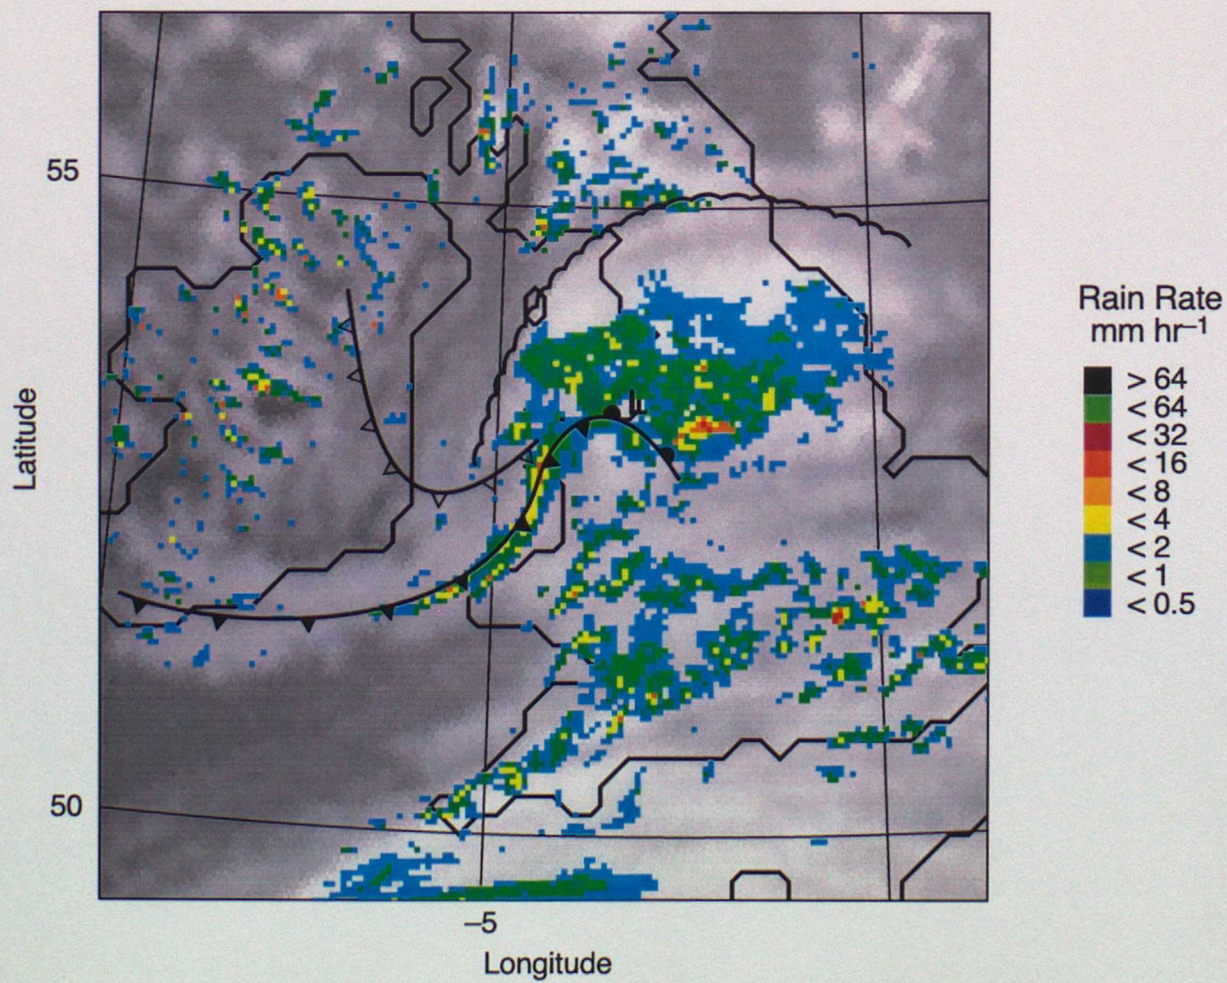 55
50
Latitude
–5
Longitude
L
Rain Rate
mm hr–1
> 64
< 64
< 32
< 16
< 8
< 4
< 2
< 1
< 0.5